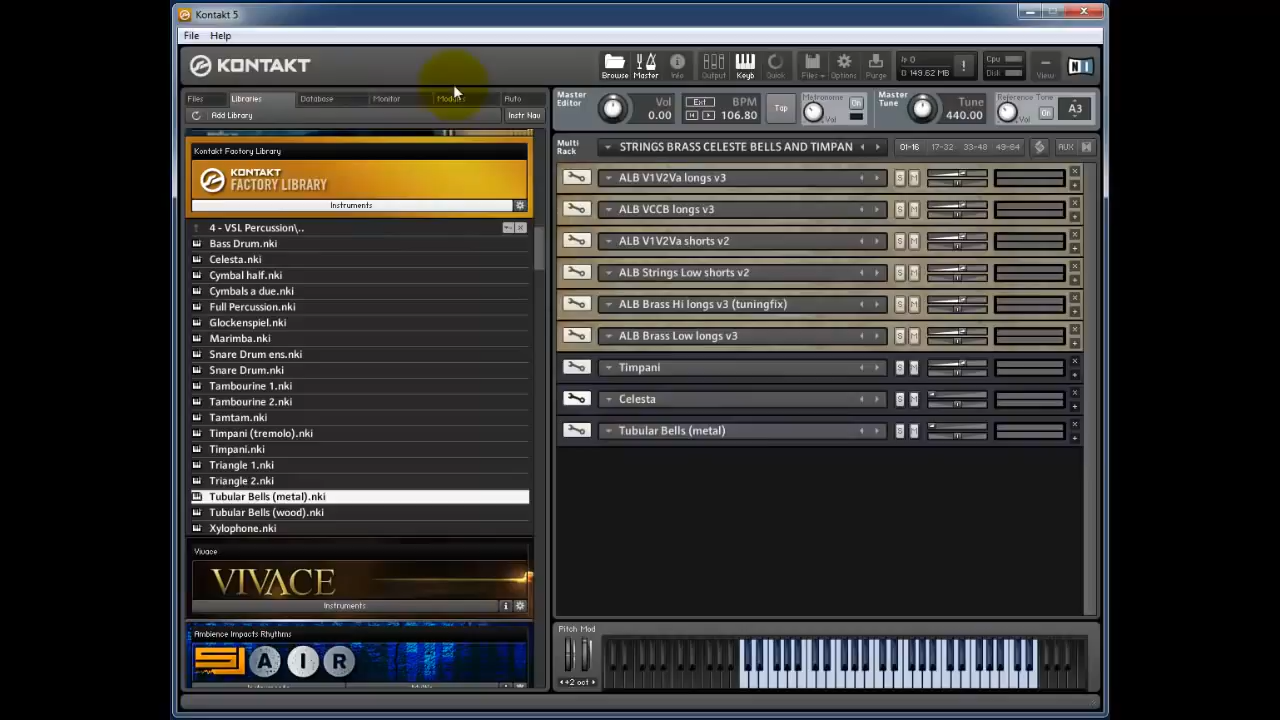 Kontakt 5
File Help
KONTAKT
Browse Master Info Output Keyb Quick Files Options Purge View
0
0 149.62 MB
!
Cpu
Disk
Files Libraries Database Monitor Modules Auto
Add Library
Instr Nav
Master Editor
Vol
0.00
Ext
BPM
106.80
Tap
Metronome
On
Vol
Master Tune
Tune
440.00
Reference Tone
On
Vol
A3
Multi Rack
STRINGS BRASS CELESTE BELLS AND TIMPAN
01-16 17-32 33-48 49-64
AUX
Kontakt Factory Library
KONTAKT
FACTORY LIBRARY
Instruments
4 - VSL Percussion\..
Bass Drum.nki
Celesta.nki
Cymbal half.nki
Cymbals a due.nki
Full Percussion.nki
Glockenspiel.nki
Marimba.nki
Snare Drum ens.nki
Snare Drum.nki
Tambourine 1.nki
Tambourine 2.nki
Tamtam.nki
Timpani (tremolo).nki
Timpani.nki
Triangle 1.nki
Triangle 2.nki
Tubular Bells (metal).nki
Tubular Bells (wood).nki
Xylophone.nki
Vivace
VIVACE
Instruments
Ambience Impacts Rhythms
A I R
ALB V1V2Va longs v3
S M
ALB VCCB longs v3
S M
ALB V1V2Va shorts v2
S M
ALB Strings Low shorts v2
S M
ALB Brass Hi longs v3 (tuningfix)
S M
ALB Brass Low longs v3
S M
Timpani
S M
Celesta
S M
Tubular Bells (metal)
S M
Pitch Mod
+2 oct